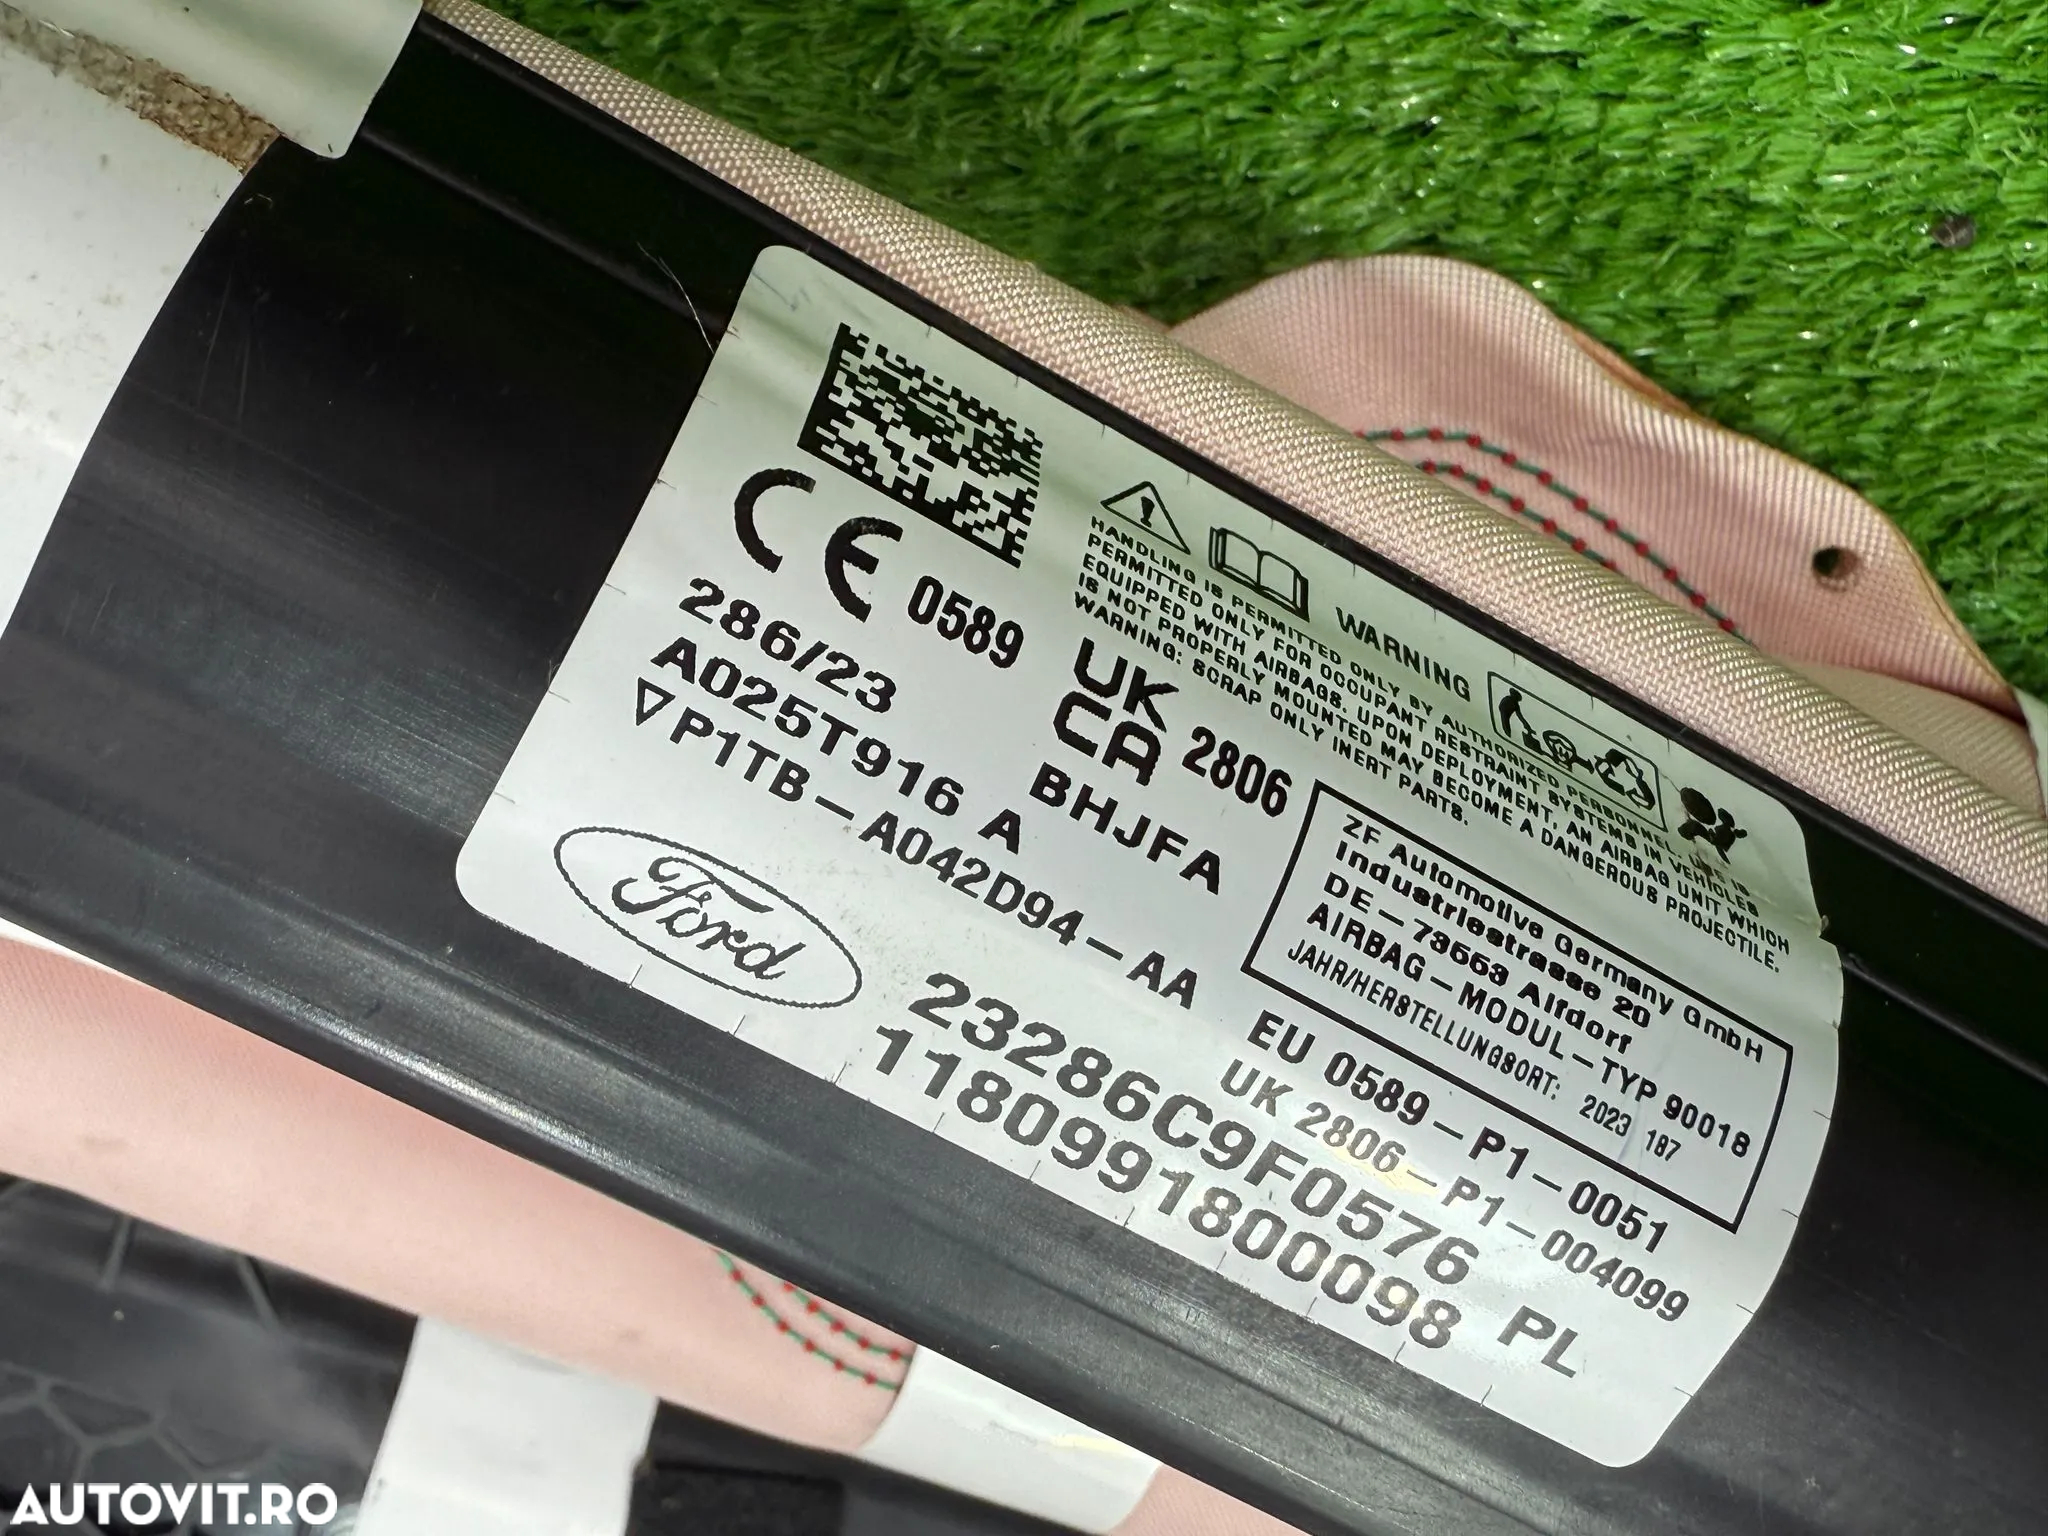 CE 0589
286/23
A025T916 A
P1TB-A042D94-AA
Ford
UK
CA 2806
BHJFA
WARNING
HANDLING IS PERMITTED ONLY BY AUTHORIZED PERSONNEL. USE IS
PERMITTED ONLY FOR OCCUPANT RESTRAINT SYSTEMS IN VEHICLES
EQUIPPED WITH AIRBAGS. UPON DEPLOYMENT, AN AIRBAG UNIT WHICH
IS NOT PROPERLY MOUNTED MAY BECOME A DANGEROUS PROJECTILE.
WARNING: SCRAP ONLY INERT PARTS.
ZF Automotive Germany GmbH
Industriestrasse 20
DE-73553 Alfdorf
AIRBAG-MODUL-TYP 90018
JAHR/HERSTELLUNGSORT: 2023 187
EU 0589-P1-0051
UK 2806-P1-004099
23286C9F0576
1180991800098 PL
AUTOVIT.RO